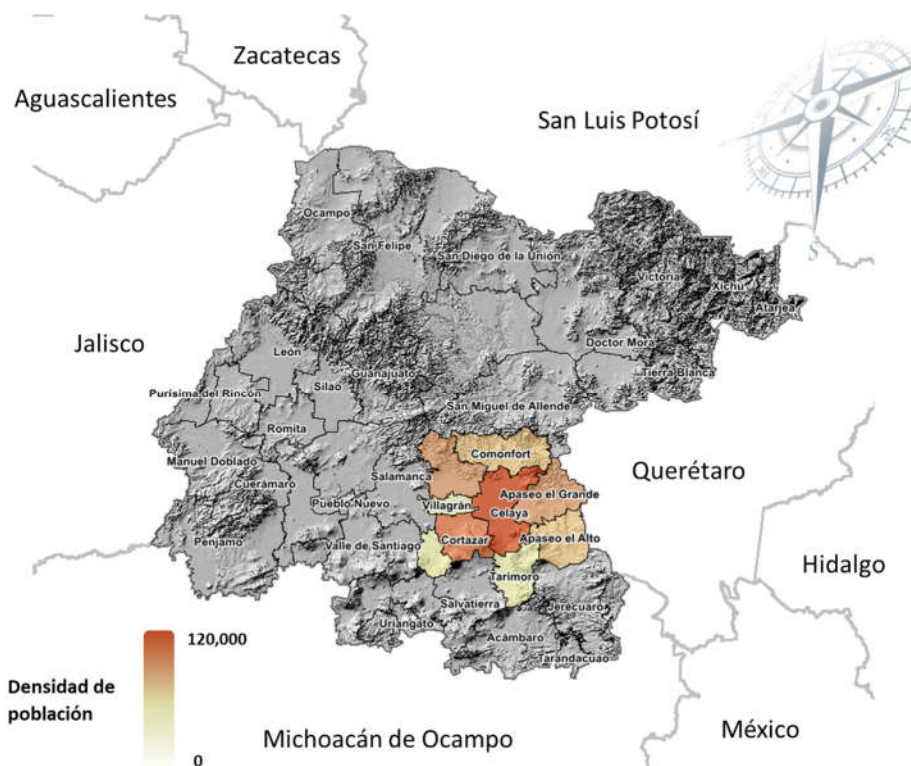 Zacatecas
Aguascalientes
San Luis Potosí
S
Ocampo
San Felipe
San Diego de la Unión
Victoria
Xichú
Atarjea
Jalisco
Doctor Mora
León
Guanajuato
Tierra Blanca
Silao
Purísima del Rincón
San Miguel de Allende
Romita
Manuel Doblado
Comonfort
Querétaro
Salamanca
Cuerámaro
Apaseo el Grande
Pueblo Nuevo
Villagrán
Celaya
Pénjamo
Valle de Santiago
Cortazar
Apaseo el Alto
Hidalgo
Tarimoro
Salvatierra
Jerécuaro
Uriangato
Acámbaro
Tarandacuao
120,000
Densidad de
población
0
Michoacán de Ocampo
México